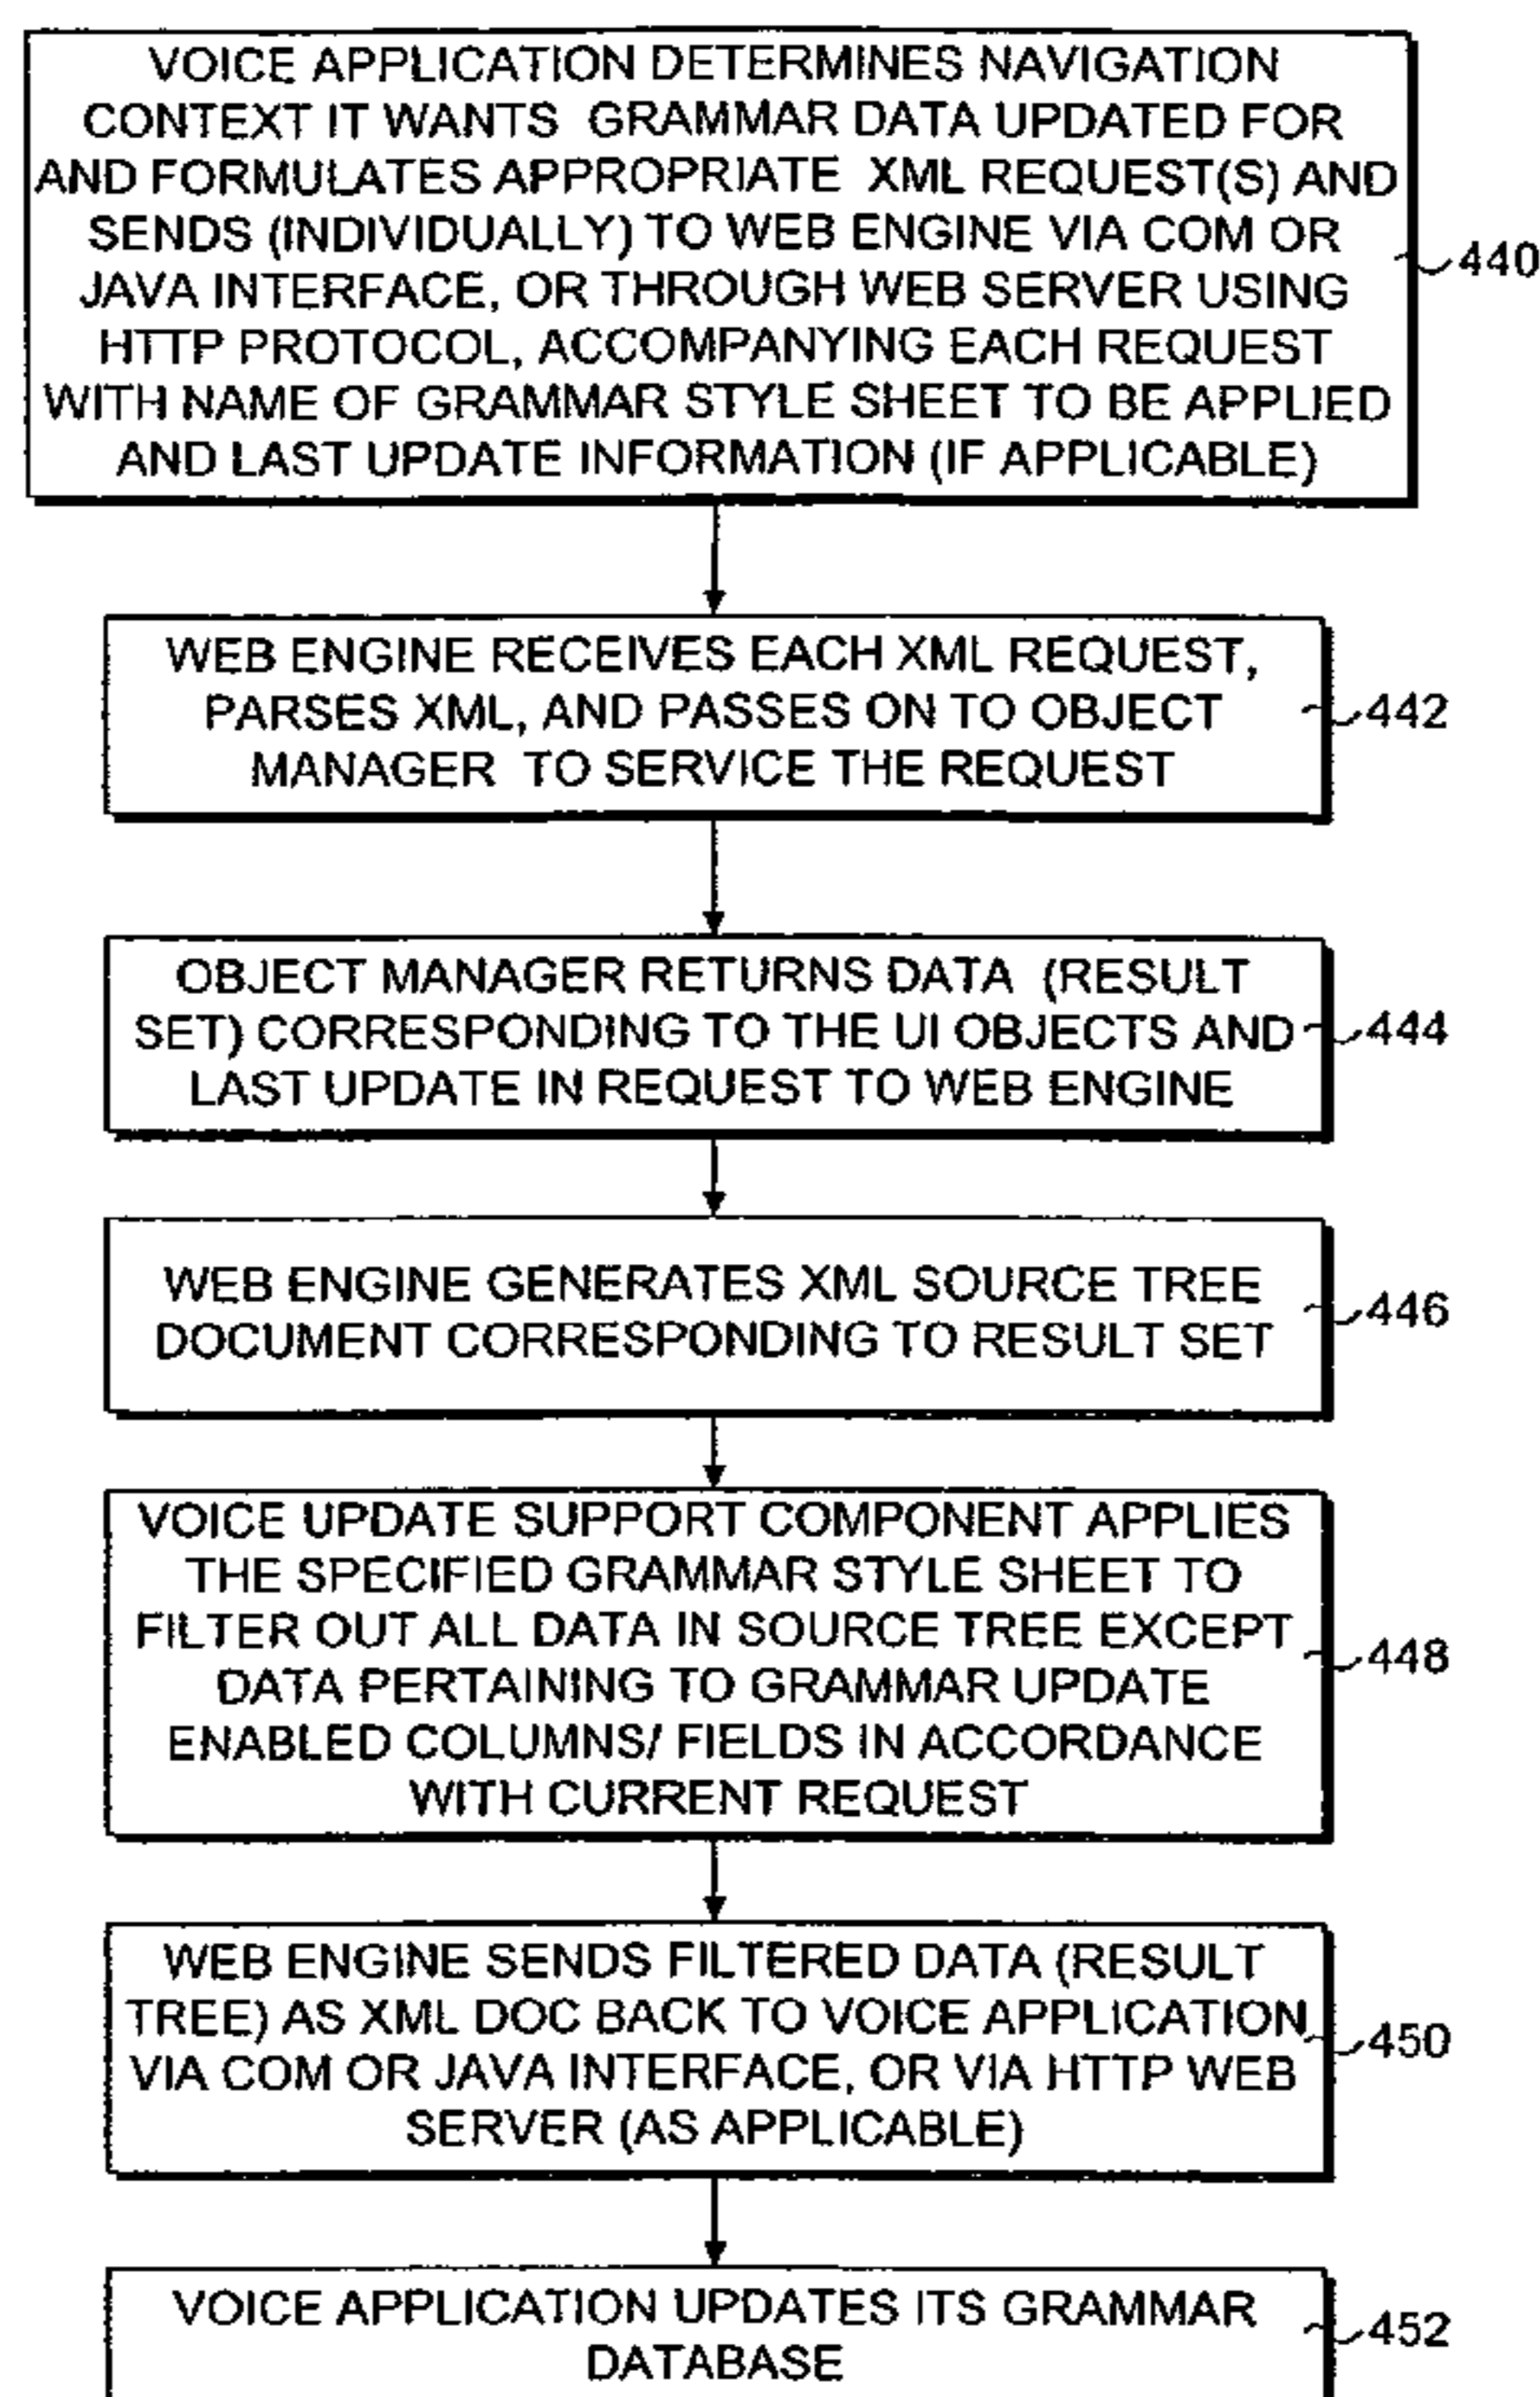 VOICE APPLICATION DETERMINES NAVIGATION
CONTEXT IT WANTS GRAMMAR DATA UPDATED FOR
AND FORMULATES APPROPRIATE XML REQUEST(S) AND
SENDS (INDIVIDUALLY) TO WEB ENGINE VIA COM OR
JAVA INTERFACE, OR THROUGH WEB SERVER USING
HTTP PROTOCOL, ACCOMPANYING EACH REQUEST
WITH NAME OF GRAMMAR STYLE SHEET TO BE APPLIED
AND LAST UPDATE INFORMATION (IF APPLICABLE)
440
WEB ENGINE RECEIVES EACH XML REQUEST,
PARSES XML, AND PASSES ON TO OBJECT
MANAGER TO SERVICE THE REQUEST
442
OBJECT MANAGER RETURNS DATA (RESULT
SET) CORRESPONDING TO THE UI OBJECTS AND
LAST UPDATE IN REQUEST TO WEB ENGINE
444
WEB ENGINE GENERATES XML SOURCE TREE
DOCUMENT CORRESPONDING TO RESULT SET
446
VOICE UPDATE SUPPORT COMPONENT APPLIES
THE SPECIFIED GRAMMAR STYLE SHEET TO
FILTER OUT ALL DATA IN SOURCE TREE EXCEPT
DATA PERTAINING TO GRAMMAR UPDATE
ENABLED COLUMNS/ FIELDS IN ACCORDANCE
WITH CURRENT REQUEST
448
WEB ENGINE SENDS FILTERED DATA (RESULT
TREE) AS XML DOC BACK TO VOICE APPLICATION
VIA COM OR JAVA INTERFACE, OR VIA HTTP WEB
SERVER (AS APPLICABLE)
450
VOICE APPLICATION UPDATES ITS GRAMMAR
DATABASE
452